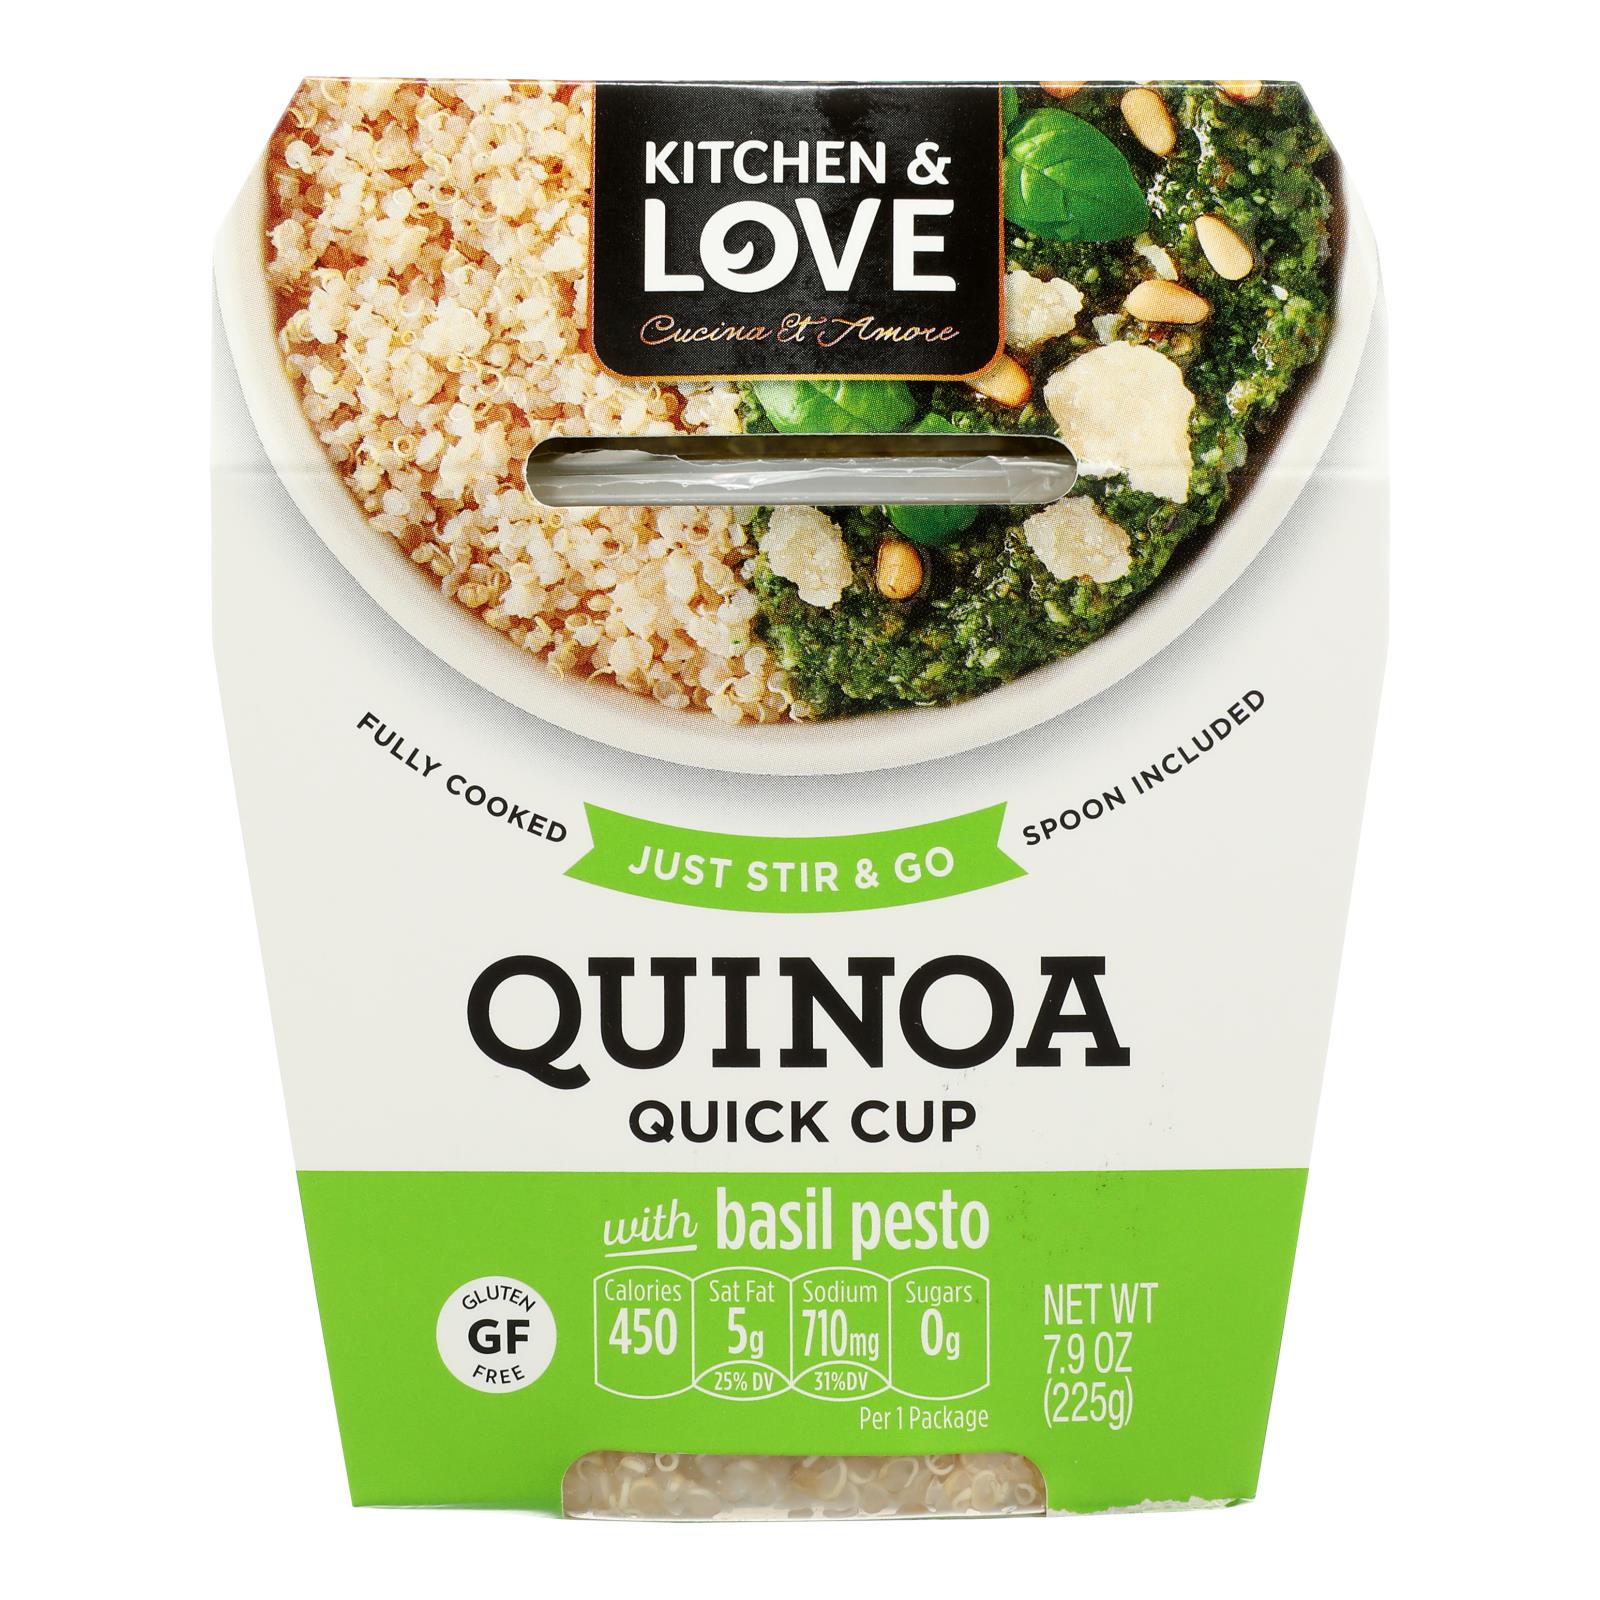 KITCHEN &
LOVE
Cucina Et Amore
FULLY COOKED
JUST STIR & GO
SPOON INCLUDED
QUINOA
QUICK CUP
with basil pesto
GLUTEN
GF
FREE
Calories
450
Sat Fat
5g
25% DV
Sodium
710mg
31%DV
Sugars
0g
Per 1 Package
NET WT
7.9 OZ
(225g)